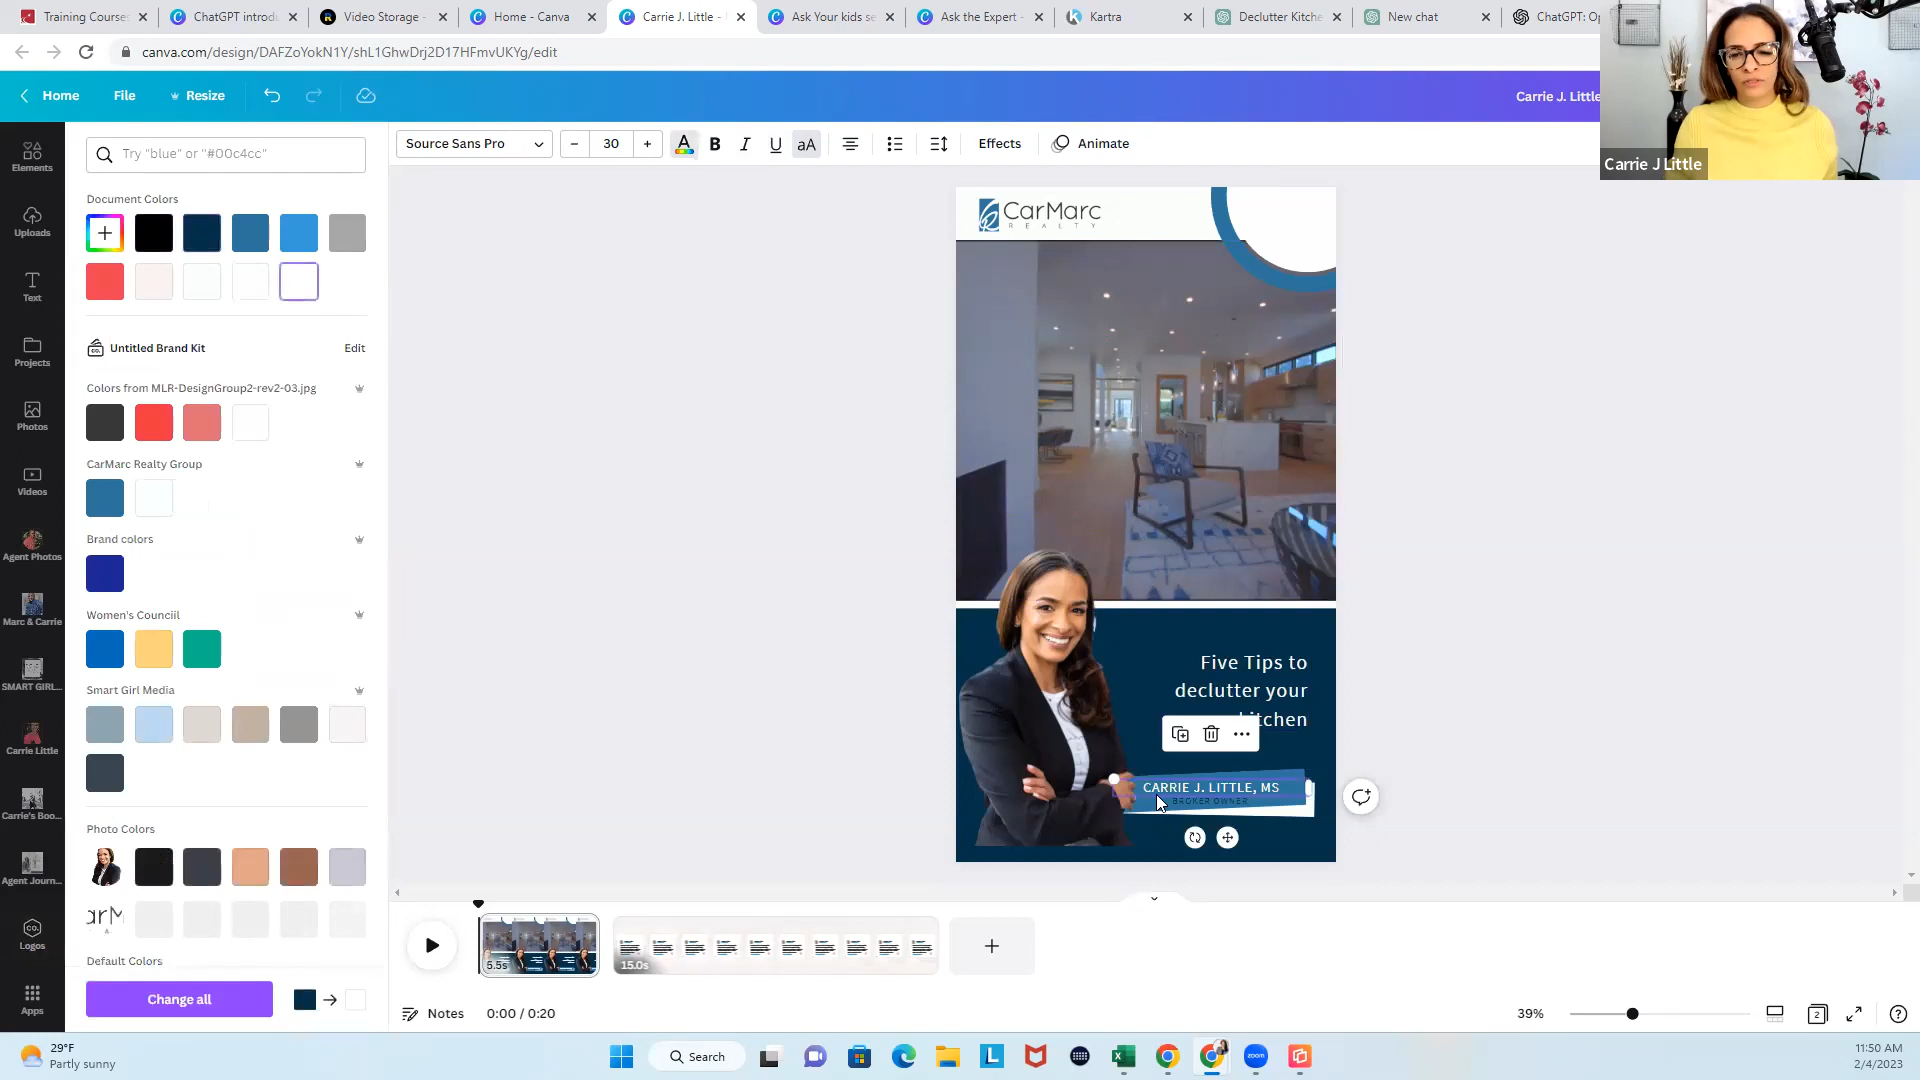 Training Courses
ChatGPT introdu
Video Storage -
Home - Canva
Carrie J. Little -
Ask Your kids se
Ask the Expert -
Kartra
Declutter Kitche
New chat
ChatGPT: Op
canva.com/design/DAFZoYokN1Y/shL1GhwDrj2D17HFmvUKYg/edit
Home
File
Resize
Carrie J. Little
Carrie J Little
Try "blue" or "#00c4cc"
Source Sans Pro
30
A
B
I
U
aA
Effects
Animate
Elements
Uploads
Text
Projects
Photos
Videos
Agent Photos
Marc & Carrie
SMART GIRL...
Carrie Little
Carrie's Boo...
Agent Journ...
Logos
Apps
Document Colors
Untitled Brand Kit
Edit
Colors from MLR-DesignGroup2-rev2-03.jpg
CarMarc Realty Group
Brand colors
Women's Counciil
Smart Girl Media
Photo Colors
Default Colors
Change all
CarMarc
REALTY
Five Tips to
declutter your
kitchen
CARRIE J. LITTLE, MS
BROKER OWNER
5.5s
15.0s
Notes
0:00 / 0:20
39%
2
29°F
Partly sunny
Search
11:50 AM
2/4/2023